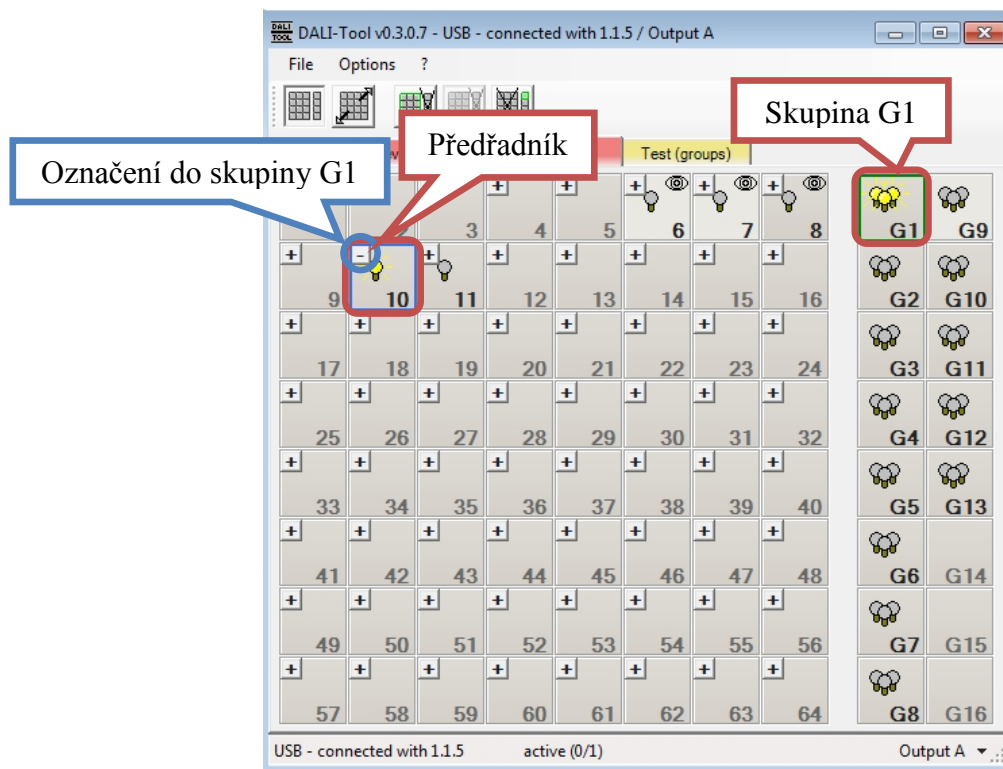 DALI TOOL DALI-Tool v0.3.0.7 - USB - connected with 1.1.5 / Output A
File Options ?
Skupina G1
Předřadník
Označení do skupiny G1
Test (groups)
+ + + + +
3 4 5 6 7 8 G1 G9
+ - + + + + + +
9 10 11 12 13 14 15 16 G2 G10
+ + + + + + + +
17 18 19 20 21 22 23 24 G3 G11
+ + + + + + + +
25 26 27 28 29 30 31 32 G4 G12
+ + + + + + + +
33 34 35 36 37 38 39 40 G5 G13
+ + + + + + + +
41 42 43 44 45 46 47 48 G6 G14
+ + + + + + + +
49 50 51 52 53 54 55 56 G7 G15
+ + + + + + + +
57 58 59 60 61 62 63 64 G8 G16
USB - connected with 1.1.5 active (0/1) Output A